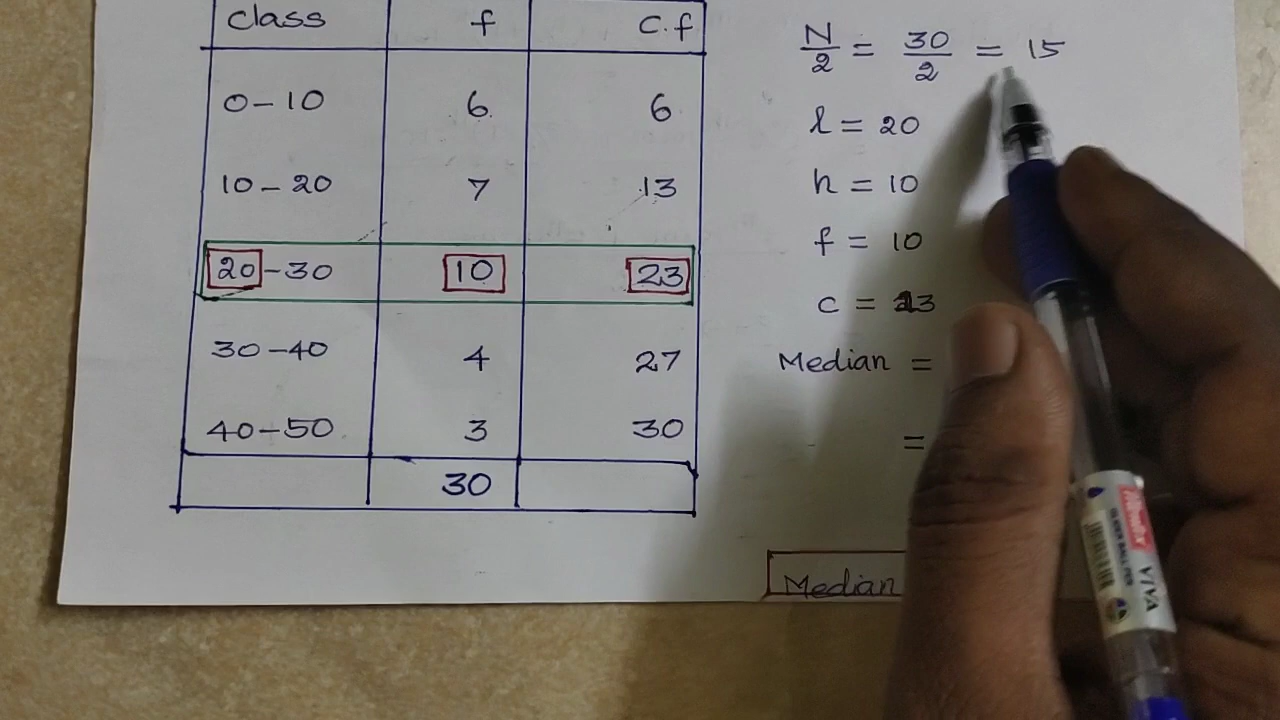 class f c.f
0-10 6 6
10-20 7 13
20-30 10 23
30-40 4 27
40-50 3 30
30
N/2 = 30/2 = 15
l = 20
h = 10
f = 10
c = 13
Median =
=
Median
VIVA